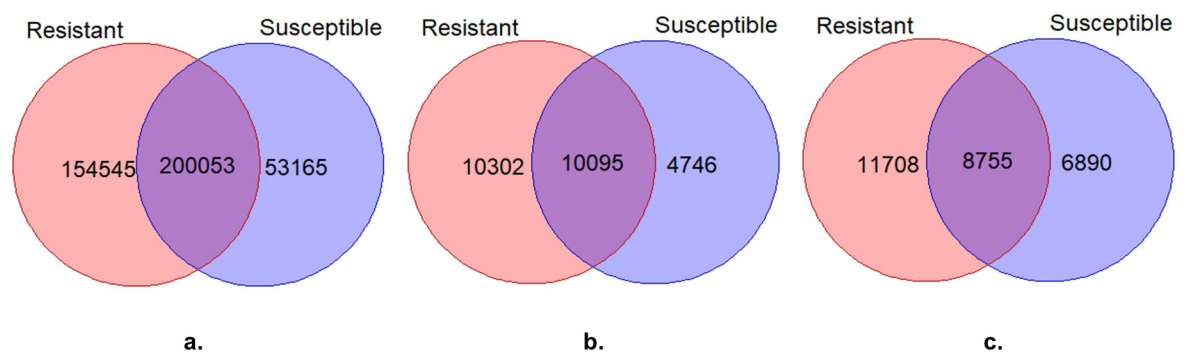 Resistant Susceptible
154545 200053 53165
a.
Resistant Susceptible
10302 10095 4746
b.
Resistant Susceptible
11708 8755 6890
c.